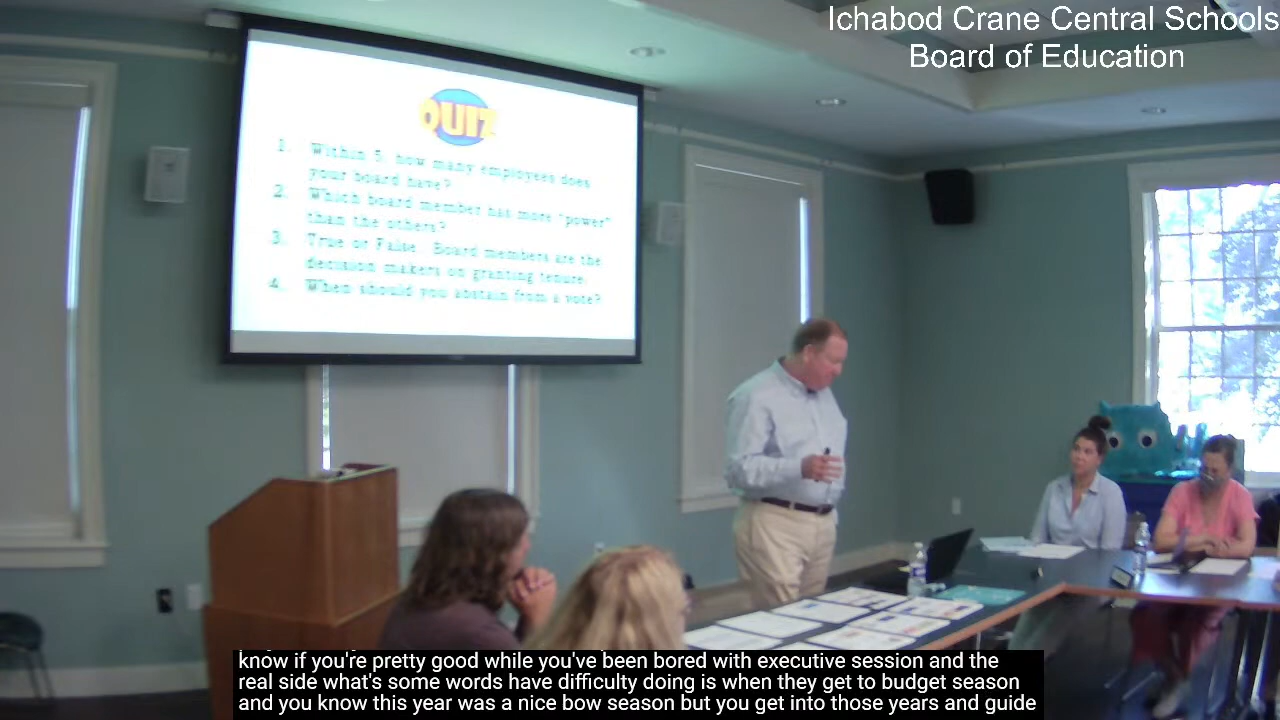 Ichabod Crane Central Schools
Board of Education
QUIZ
1. Within 5, how many employees does
your board have?
2. Which board member has more "power"
than the others?
3. True or False. Board members are the
decision makers on granting tenure.
4. When should you abstain from a vote?
know if you're pretty good while you've been bored with executive session and the
real side what's some words have difficulty doing is when they get to budget season
and you know this year was a nice bow season but you get into those years and guide